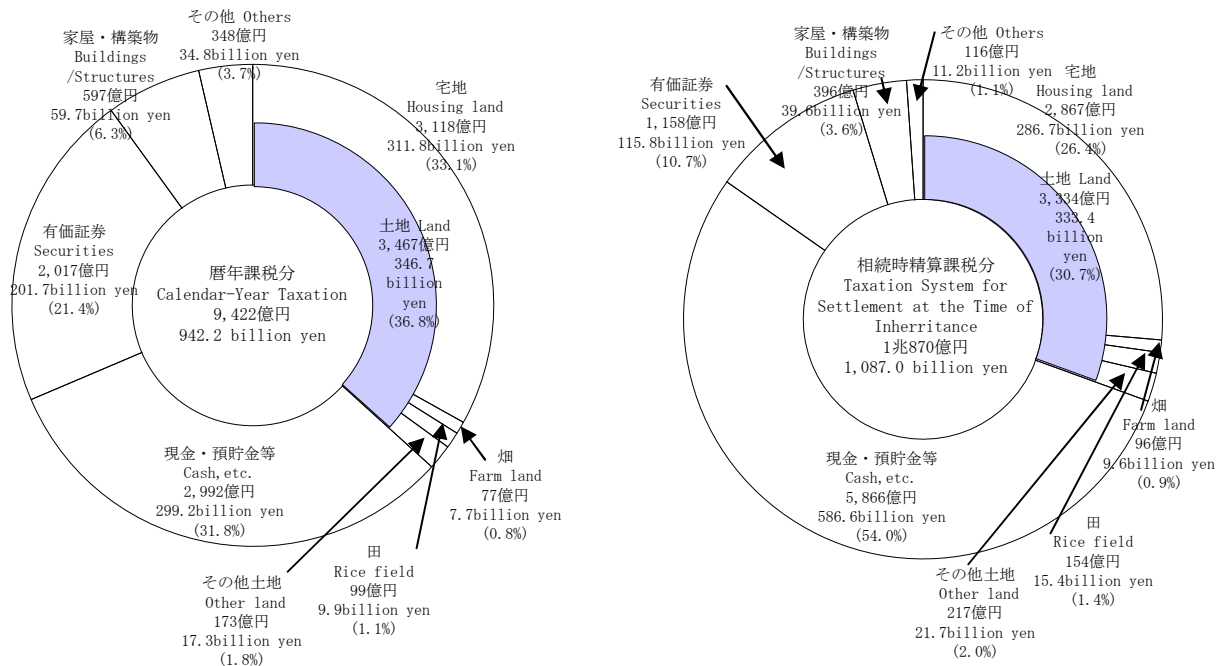 その他 Others
348億円
34.8billion yen
(3.7%)
家屋・構築物
Buildings
/Structures
597億円
59.7billion yen
(6.3%)
宅地
Housing land
3,118億円
311.8billion yen
(33.1%)
土地 Land
3,467億円
346.7
billion
yen
(36.8%)
有価証券
Securities
2,017億円
201.7billion yen
(21.4%)
暦年課税分
Calendar-Year Taxation
9,422億円
942.2 billion yen
現金・預貯金等
Cash,etc.
2,992億円
299.2billion yen
(31.8%)
畑
Farm land
77億円
7.7billion yen
(0.8%)
田
Rice field
99億円
9.9billion yen
(1.1%)
その他土地
Other land
173億円
17.3billion yen
(1.8%)
その他 Others
116億円
11.2billion yen
(1.1%)
家屋・構築物
Buildings
/Structures
396億円
39.6billion yen
(3.6%)
有価証券
Securities
1,158億円
115.8billion yen
(10.7%)
宅地
Housing land
2,867億円
286.7billion yen
(26.4%)
土地 Land
3,334億円
333.4
billion
yen
(30.7%)
相続時精算課税分
Taxation System for
Settlement at the Time of
Inherritance
1兆870億円
1,087.0 billion yen
現金・預貯金等
Cash,etc.
5,866億円
586.6billion yen
(54.0%)
畑
Farm land
96億円
9.6billion yen
(0.9%)
田
Rice field
154億円
15.4billion yen
(1.4%)
その他土地
Other land
217億円
21.7billion yen
(2.0%)